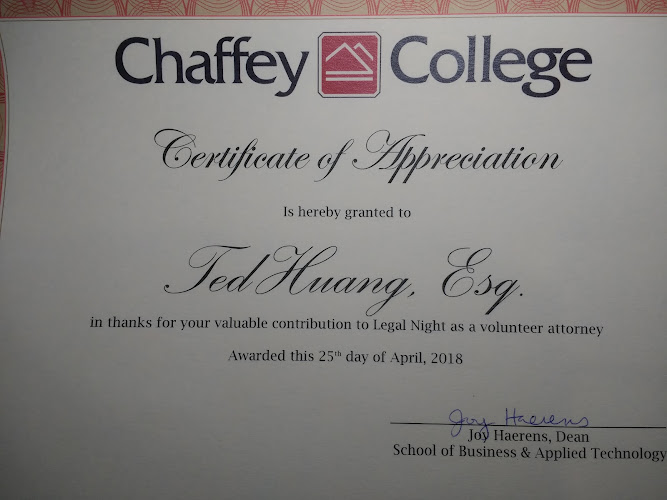 Chaffey College
Certificate of Appreciation
Is hereby granted to
Ted Huang, Esq.
in thanks for your valuable contribution to Legal Night as a volunteer attorney
Awarded this 25th day of April, 2018
Joy Haerens
Joy Haerens, Dean
School of Business & Applied Technology